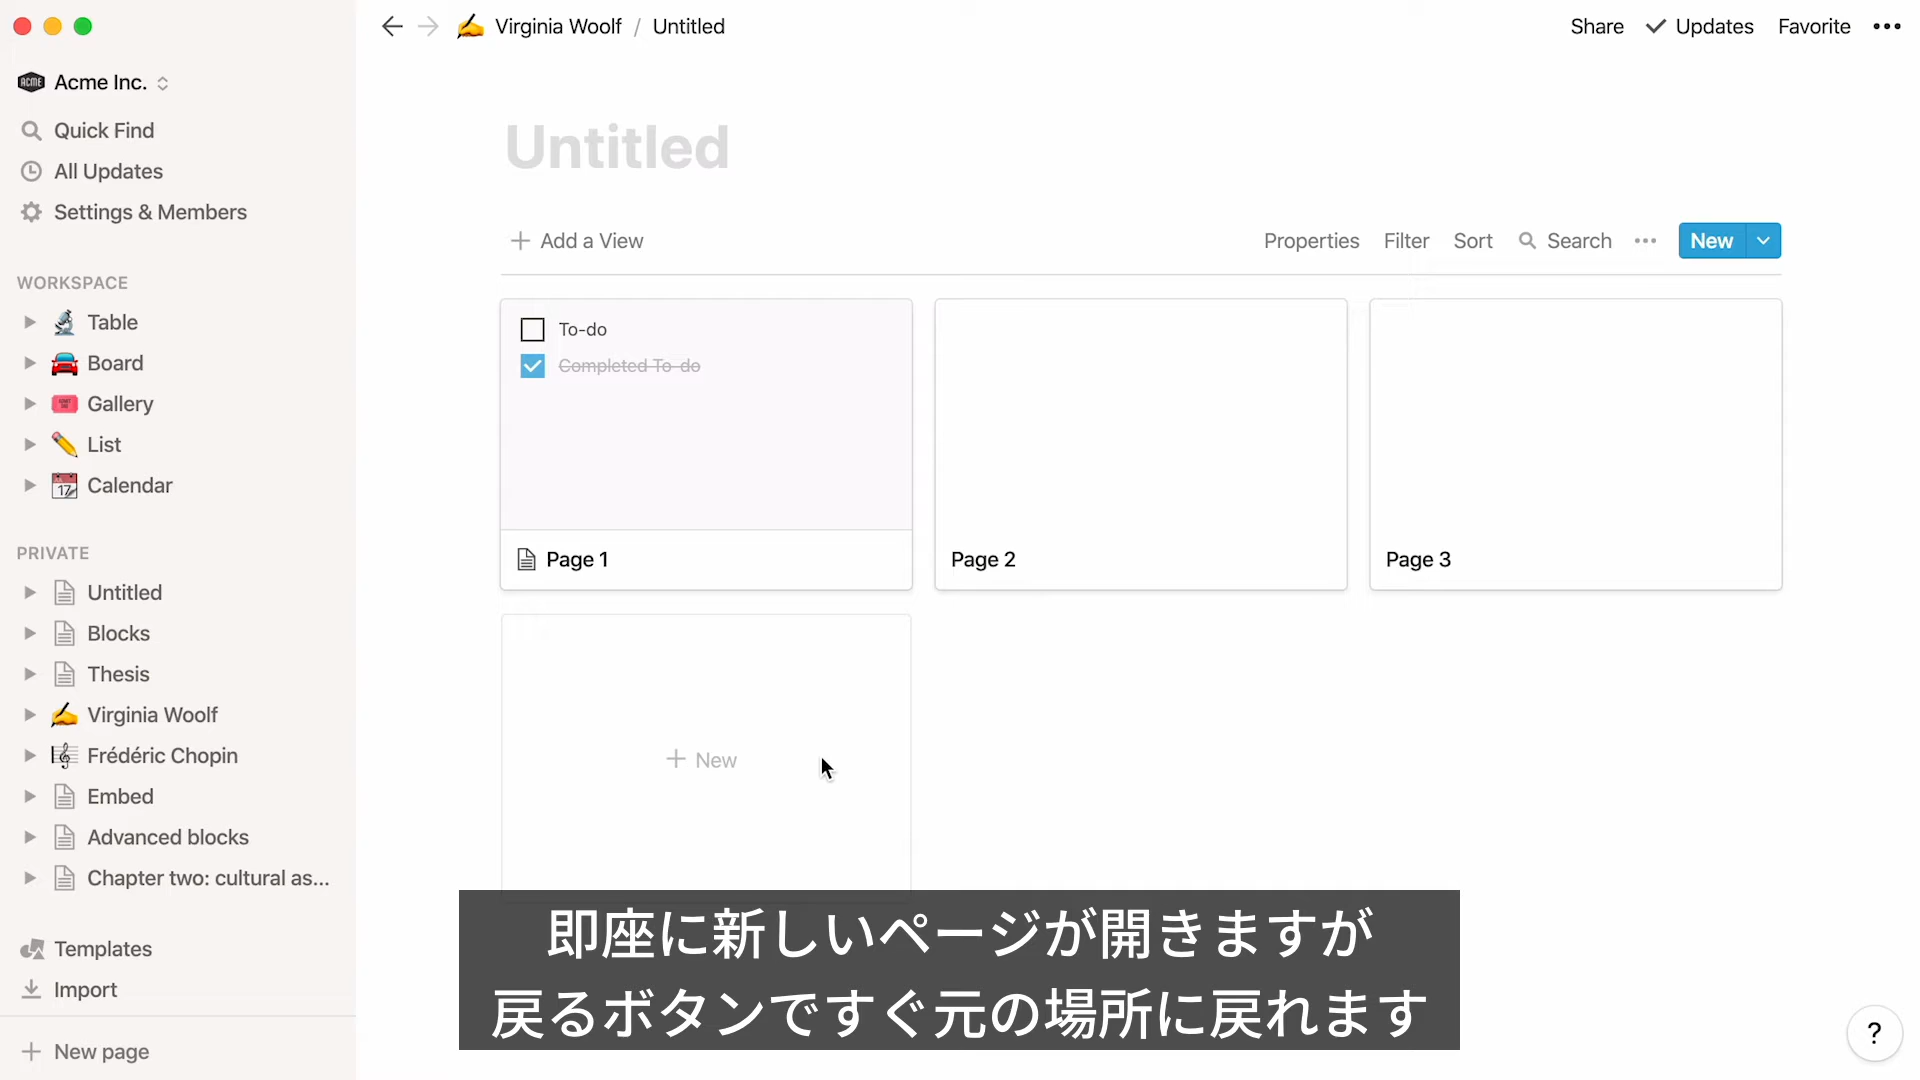 Virginia Woolf / Untitled
Share
Updates
Favorite
ACME
Acme Inc.
Quick Find
All Updates
Settings & Members
WORKSPACE
Table
Board
Gallery
List
17
Calendar
PRIVATE
Untitled
Blocks
Thesis
Virginia Woolf
Frédéric Chopin
Embed
Advanced blocks
Chapter two: cultural as...
Templates
Import
New page
Untitled
Add a View
Properties
Filter
Sort
Search
New
To-do
Completed To-do
Page 1
Page 2
Page 3
New
即座に新しいページが開きますが
戻るボタンですぐ元の場所に戻れます
?